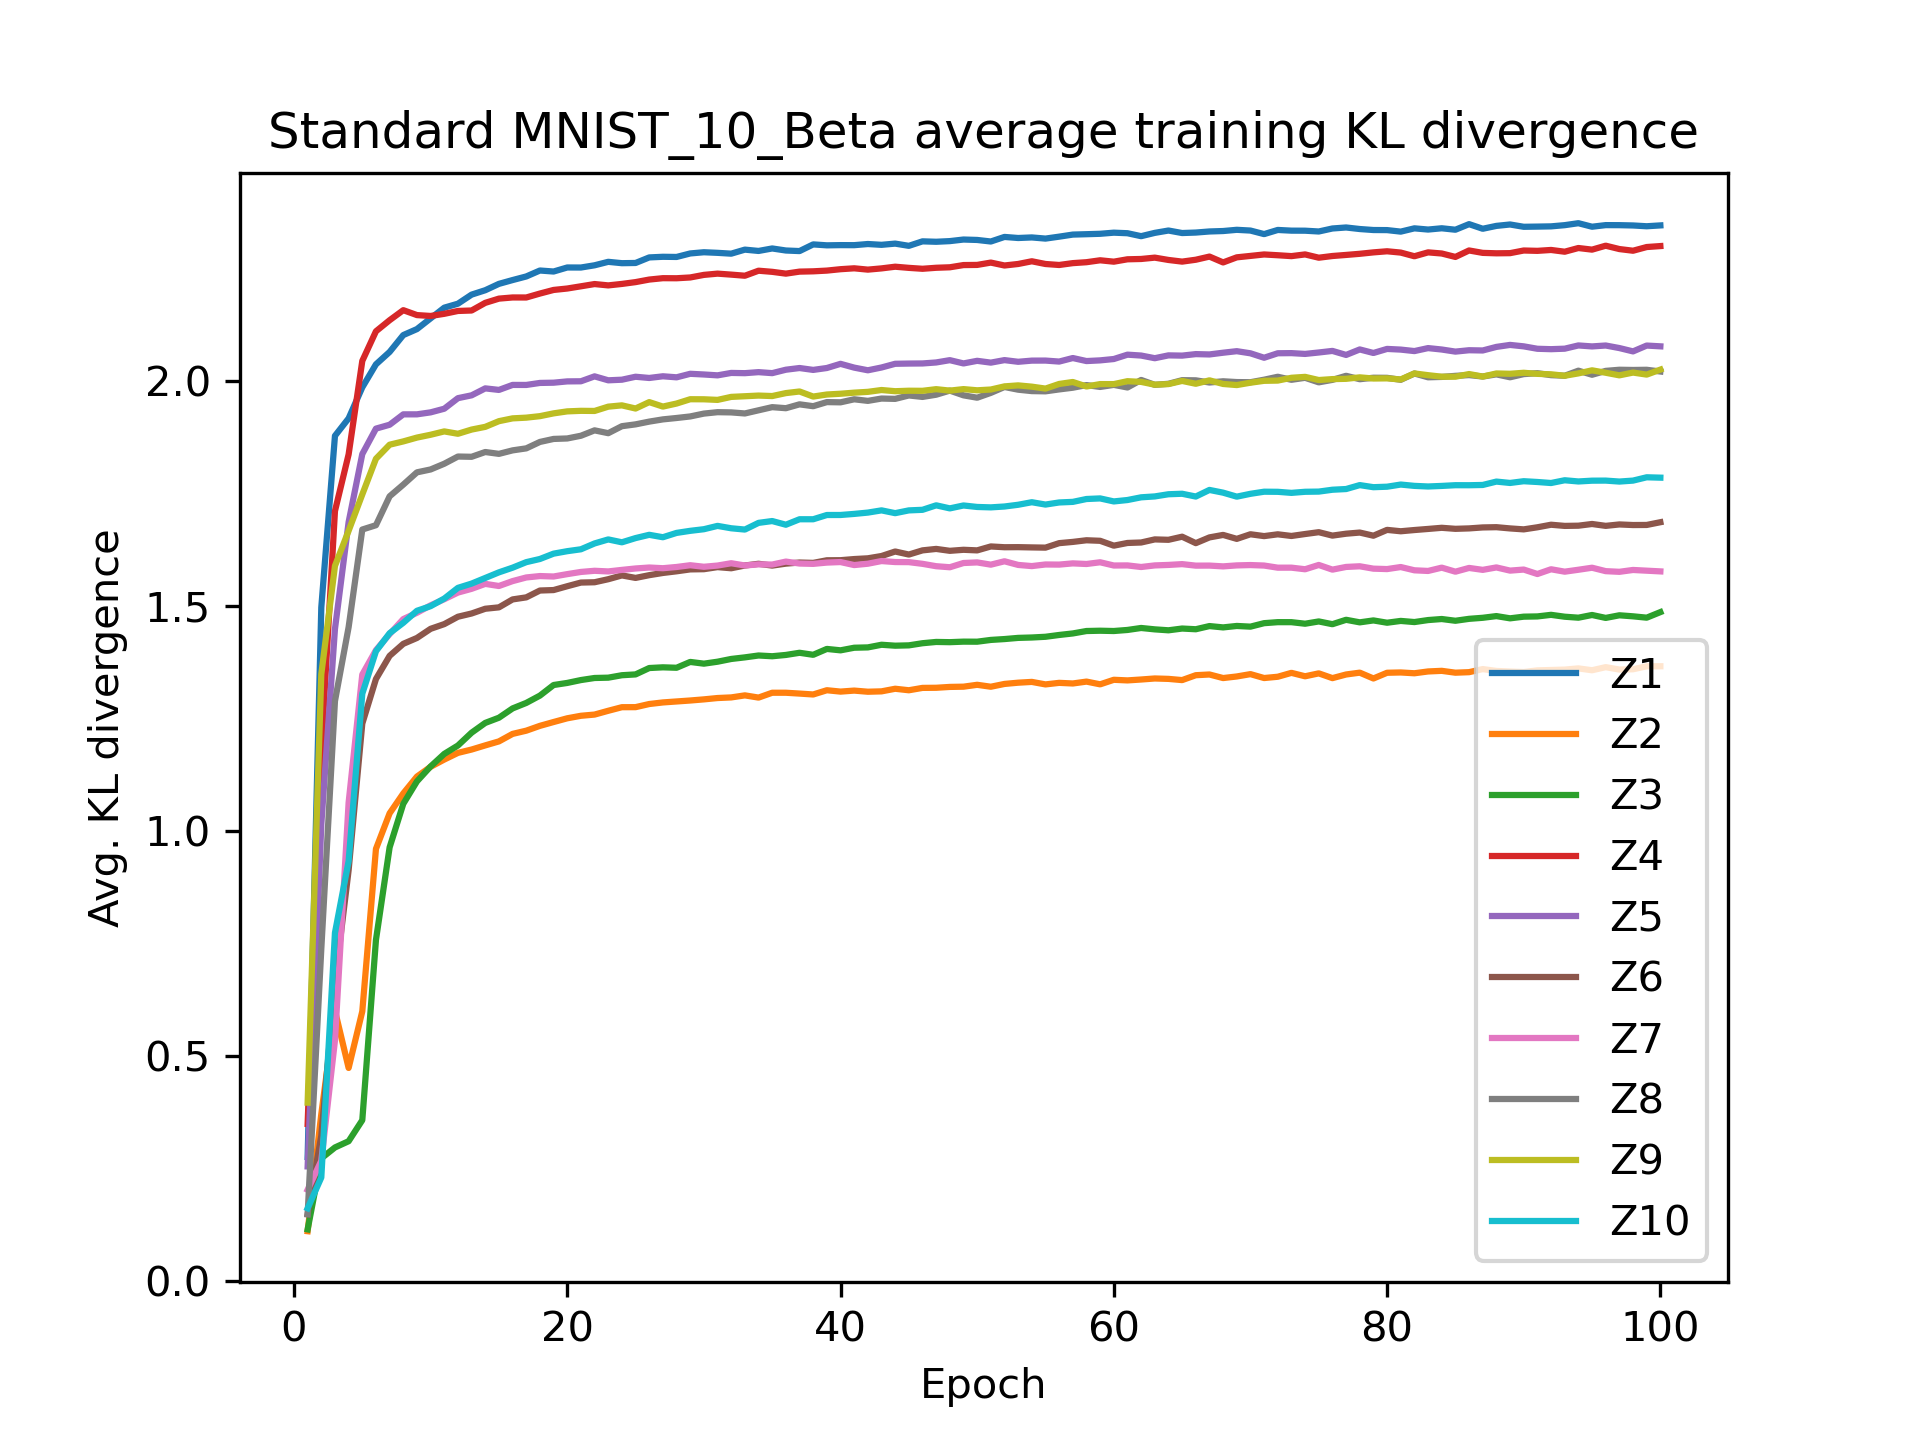 Standard MNIST_10_Beta average training KL divergence
Avg. KL divergence
2.0
1.5
1.0
0.5
0.0
Z1
Z2
Z3
Z4
Z5
Z6
Z7
Z8
Z9
Z10
0 20 40 60 80 100
Epoch